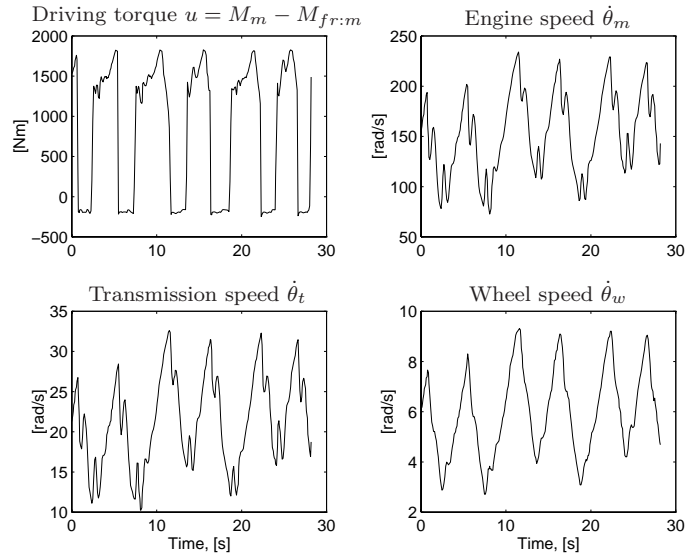 Driving torque u = M_m − M_{fr:m}
Engine speed θ̇_m
2000
1500
1000
500
0
−500
[Nm]
0 10 20 30
250
200
150
100
50
[rad/s]
0 10 20 30
Transmission speed θ̇_t
Wheel speed θ̇_w
35
30
25
20
15
10
[rad/s]
0 10 20 30
Time, [s]
10
8
6
4
2
[rad/s]
0 10 20 30
Time, [s]